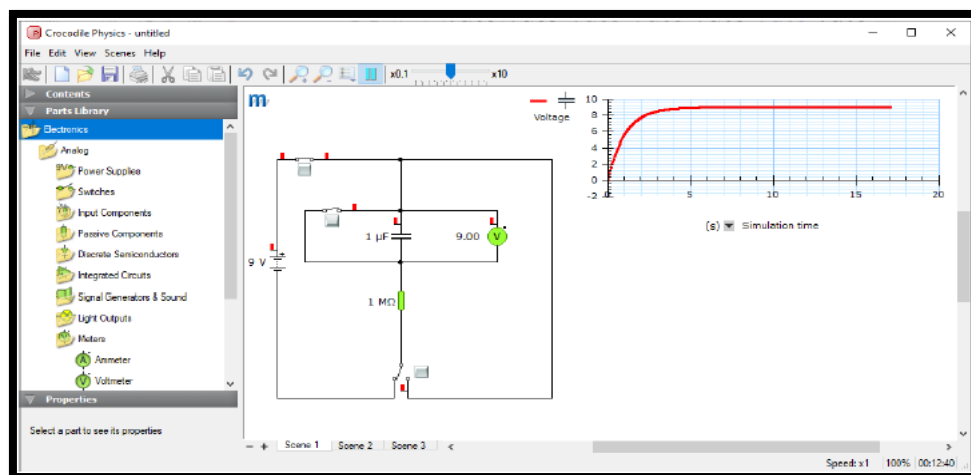 Crocodile Physics - untitled
File Edit View Scenes Help
x0.1 x10
Contents
Parts Library
Electronics
Analog
Power Supplies
Switches
Input Components
Passive Components
Discrete Semiconductors
Integrated Circuits
Signal Generators & Sound
Light Outputs
Meters
A Ammeter
V Voltmeter
Properties
Select a part to see its properties
m
Voltage
10
8
6
4
2
0
-2
0 5 10 15 20
(s) Simulation time
1 µF 9.00 V
9 V
1 MΩ
- + Scene 1 Scene 2 Scene 3 <
Speed: x1 100% 00:12:40